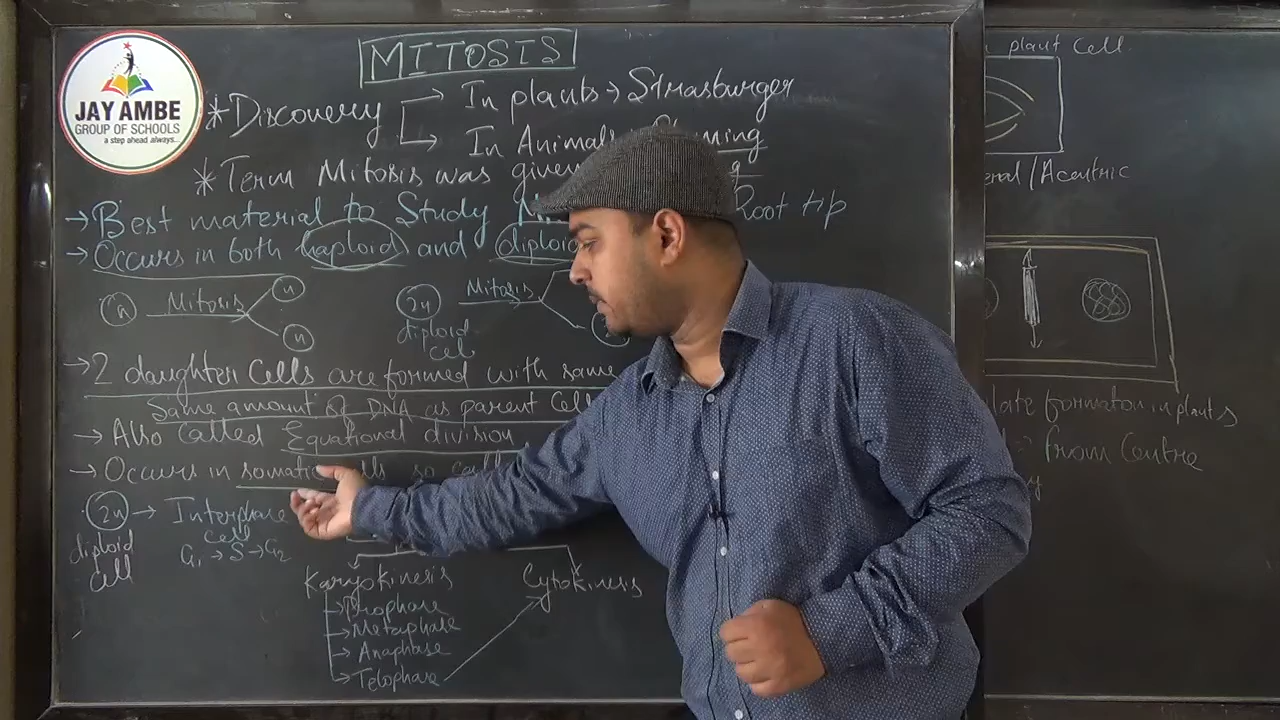 JAY AMBE
GROUP OF SCHOOLS
a step ahead always...
MITOSIS
* Discovery
In plants → Strasburger
In Animals
* Term Mitosis was given
→ Best material to Study
Root tip
→ Occurs in both haploid and diploid
n Mitosis n
n
2n Mitosis
diploid
cell
→ 2 daughter Cells are formed with same
Same amount of DNA as parent Cell
→ Also Called Equational division
→ Occurs in somatic
2n → Interphase
diploid
cell
cell
G1 → S → G2
Karyokinesis
Cytokinesis
→ Prophase
→ Metaphase
→ Anaphase
→ Telophase
plant Cell
/Acentric
formation in plants
from Centre